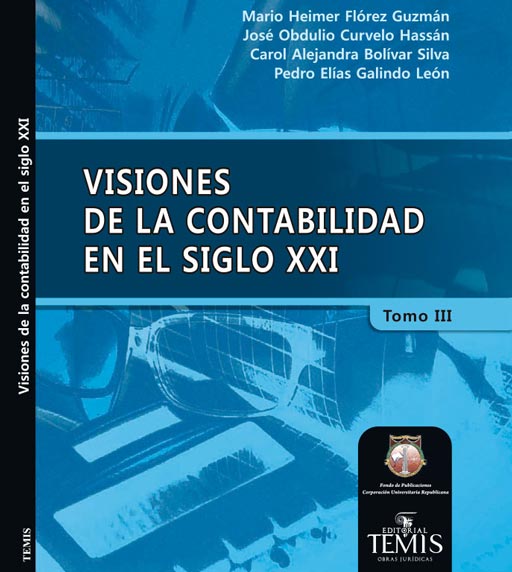 Mario Heimer Flórez Guzmán
José Obdulio Curvelo Hassán
Carol Alejandra Bolívar Silva
Pedro Elías Galindo León
VISIONES
DE LA CONTABILIDAD
EN EL SIGLO XXI
Tomo III
Fondo de Publicaciones
Corporación Universitaria Republicana
EDITORIAL
TEMIS
OBRAS JURÍDICAS
Visiones de la contabilidad en el siglo XXI
TEMIS